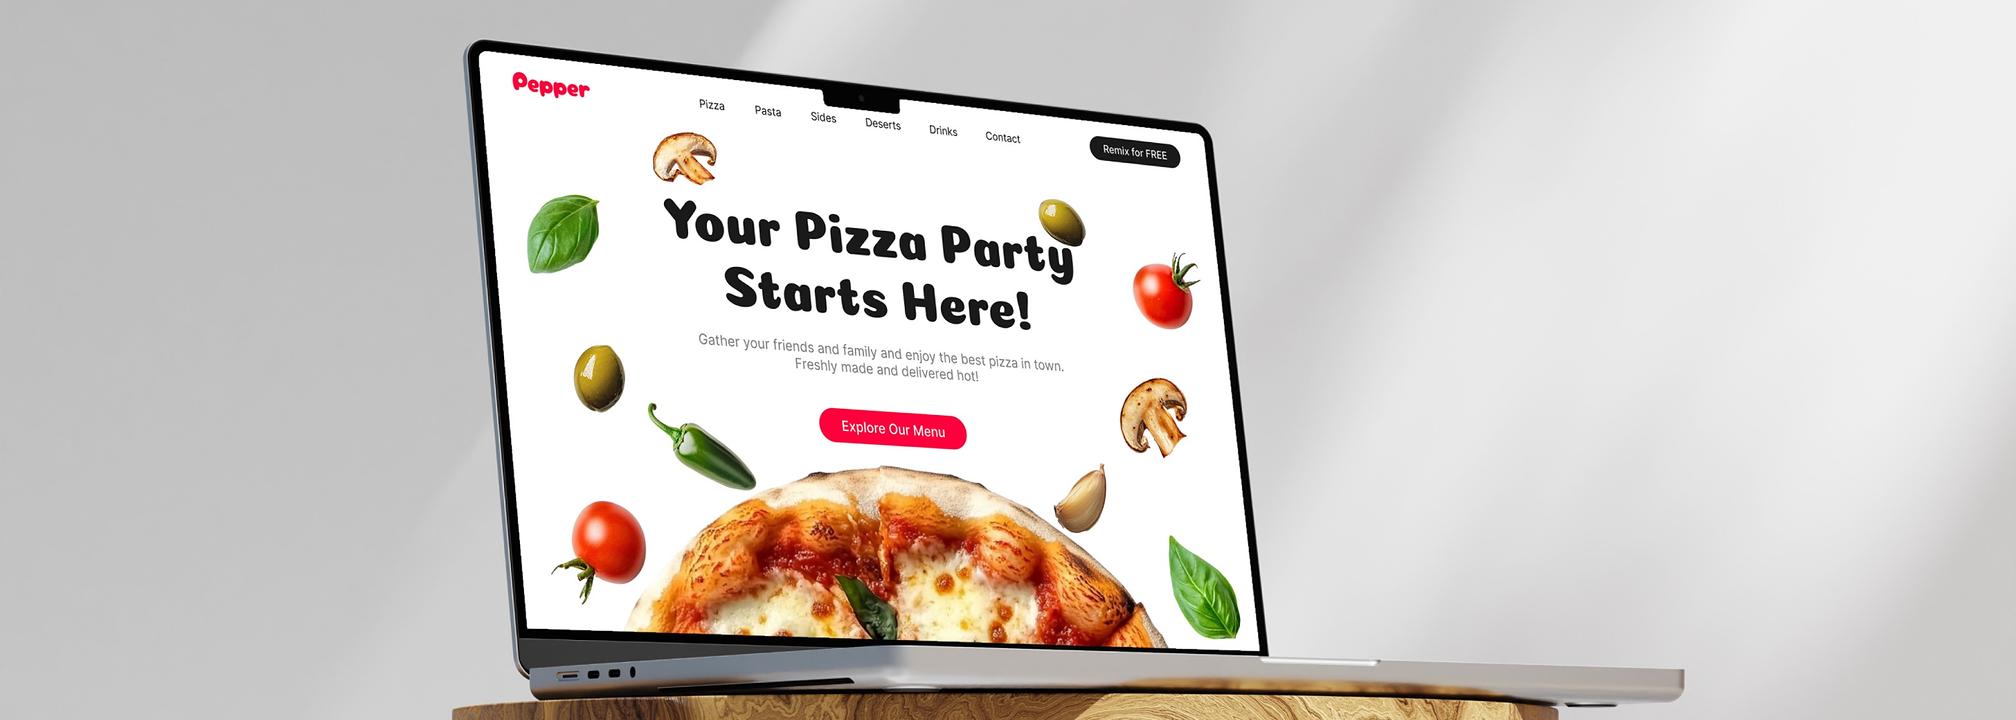 Pepper
Pizza Pasta Sides Deserts Drinks Contact
Remix for FREE
Your Pizza Party
Starts Here!
Gather your friends and family and enjoy the best pizza in town.
Freshly made and delivered hot!
Explore Our Menu